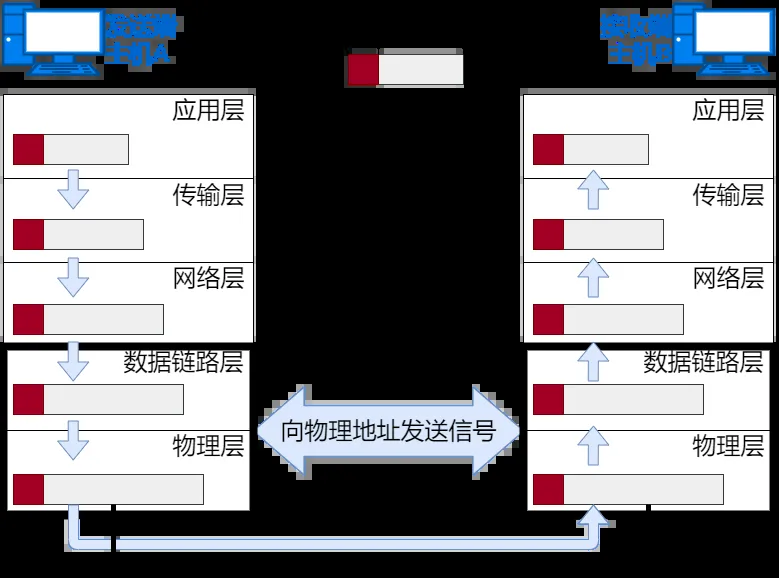 发送端
主机A
接收端
主机B
应用层
应用层
传输层
传输层
网络层
网络层
数据链路层
数据链路层
向物理地址发送信号
物理层
物理层